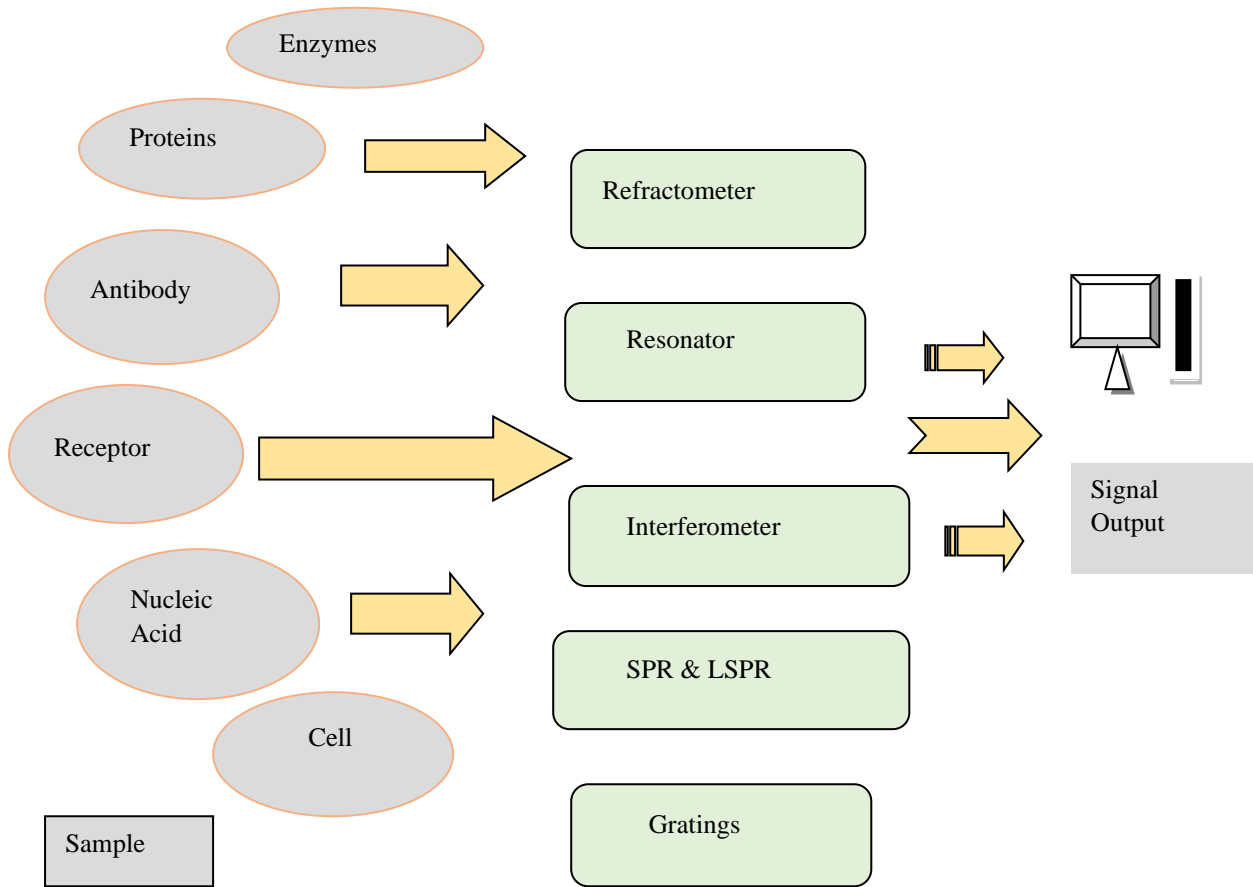 Enzymes
Proteins
Antibody
Receptor
Nucleic
Acid
Cell
Sample
Refractometer
Resonator
Interferometer
SPR & LSPR
Gratings
Signal
Output